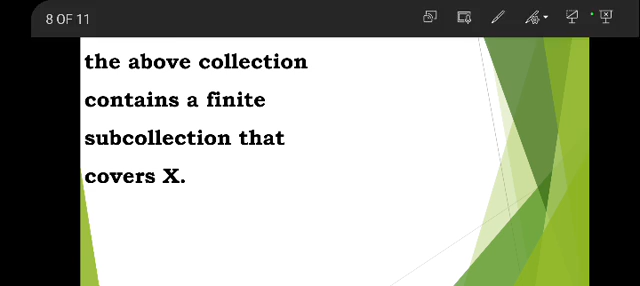 8 OF 11
the above collection
contains a finite
subcollection that
covers X.